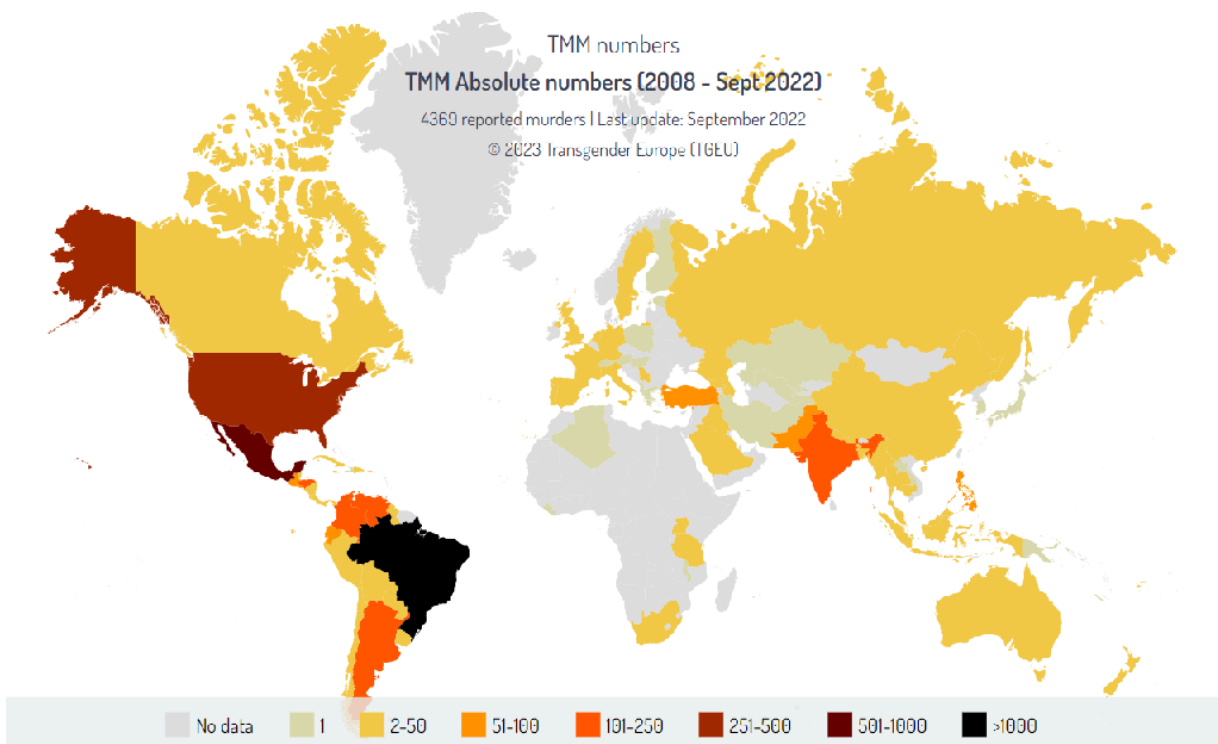 TMM numbers
TMM Absolute numbers (2008 - Sept 2022)
4369 reported murders | Last update: September 2022
© 2023 Transgender Europe (TGEU)
No data 1 2-50 51-100 101-250 251-500 501-1000 >1000